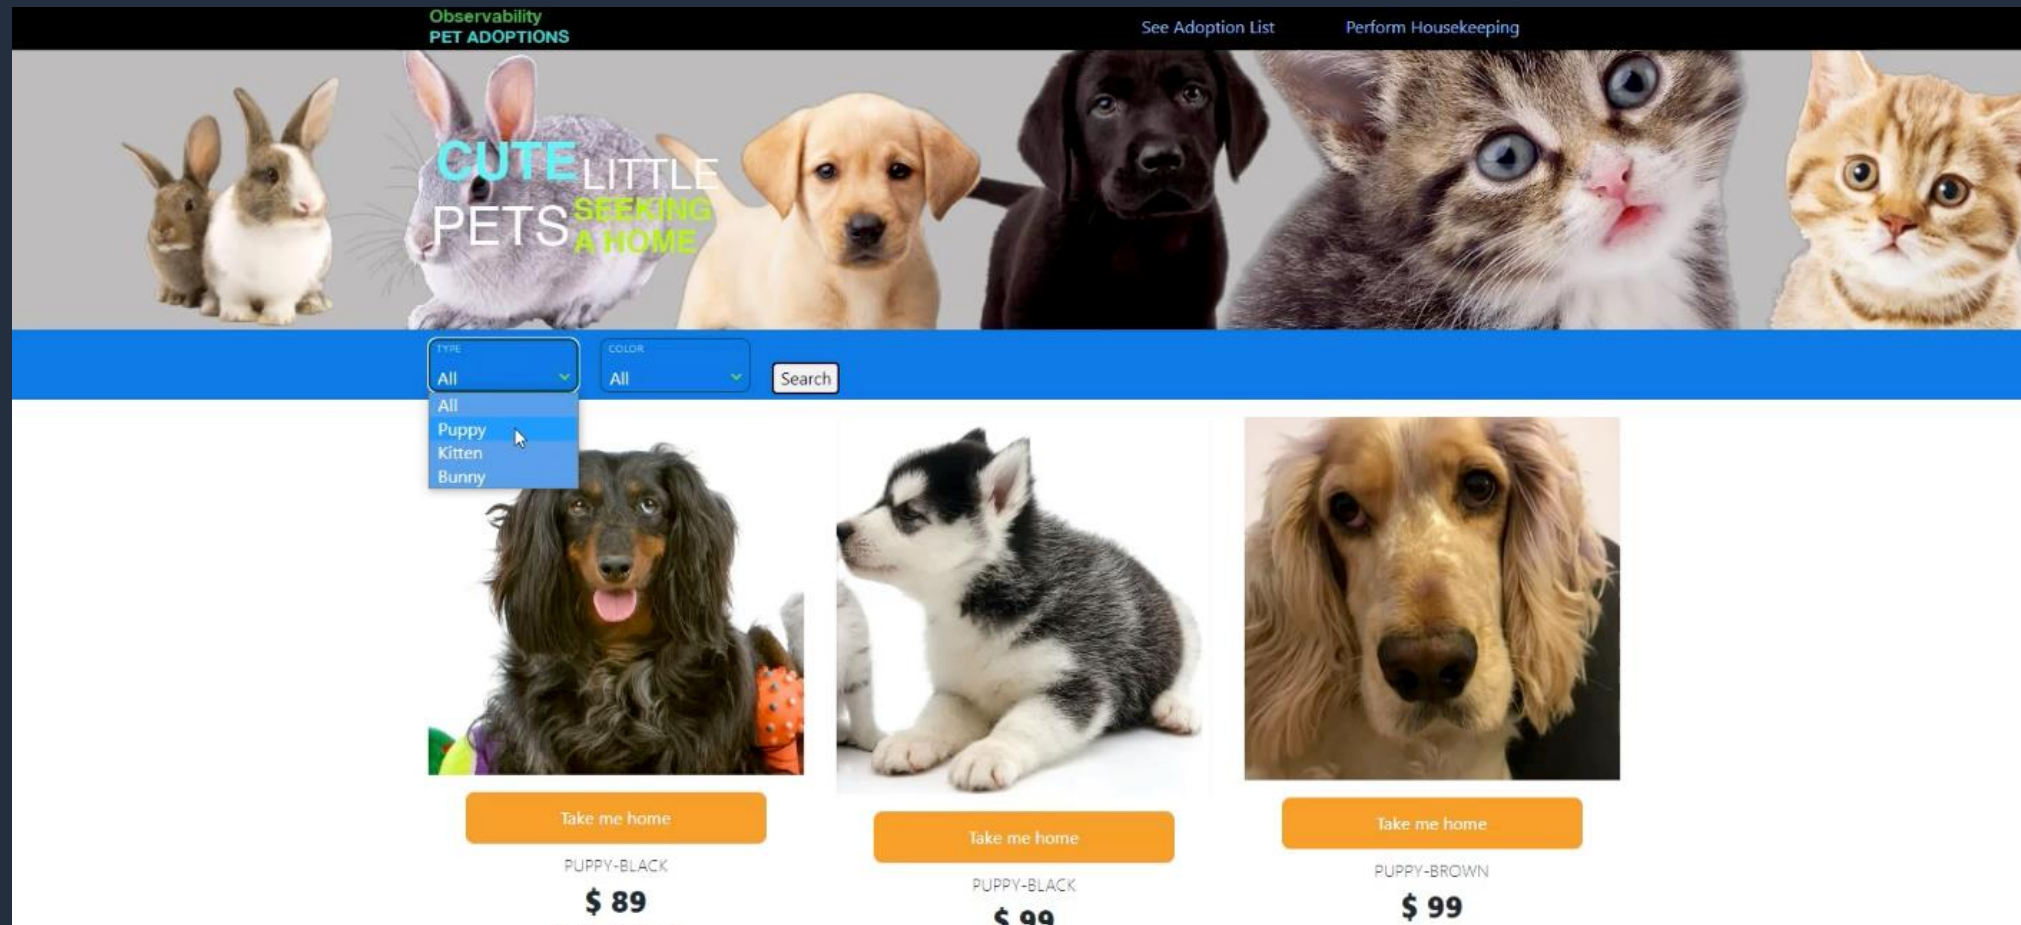 Observability
PET ADOPTIONS
See Adoption List
Perform Housekeeping
CUTE LITTLE
PETS SEEKING
A HOME
TYPE
All
COLOR
All
Search
All
Puppy
Kitten
Bunny
Take me home
PUPPY-BLACK
$ 89
Take me home
PUPPY-BLACK
$ 99
Take me home
PUPPY-BROWN
$ 99